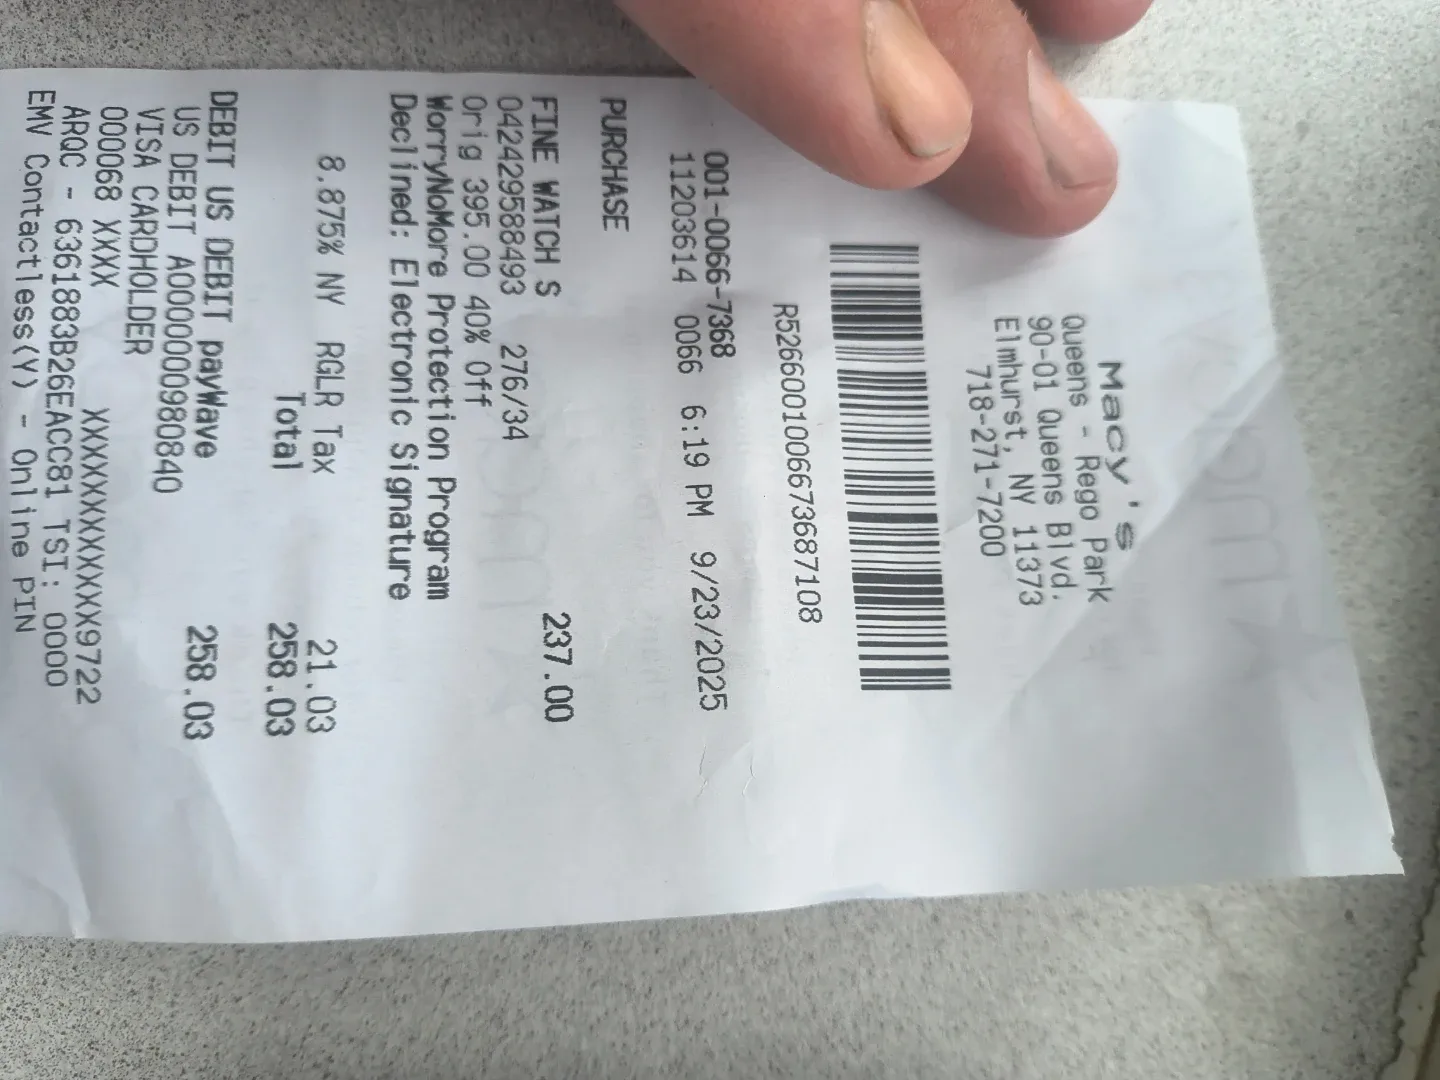 Macy's
Queens - Rego Park
90-01 Queens Blvd.
Elmhurst, NY 11373
718-271-7200
R5266001006673687108
001-0066-7368
11203614 0066 6:19 PM 9/23/2025
PURCHASE
FINE WATCH S 237.00
042429588493 276/34
Orig 395.00 40% Off
WorryNoMore Protection Program
Declined: Electronic Signature
8.875% NY RGLR Tax 21.03
Total 258.03
DEBIT US DEBIT payWave 258.03
US DEBIT A0000000980840
VISA CARDHOLDER
000068 XXXX XXXXXXXXXXXX9722
ARQC - 6361883B26EACC81 TSI: 0000
EMV Contactless(Y) - Online PIN